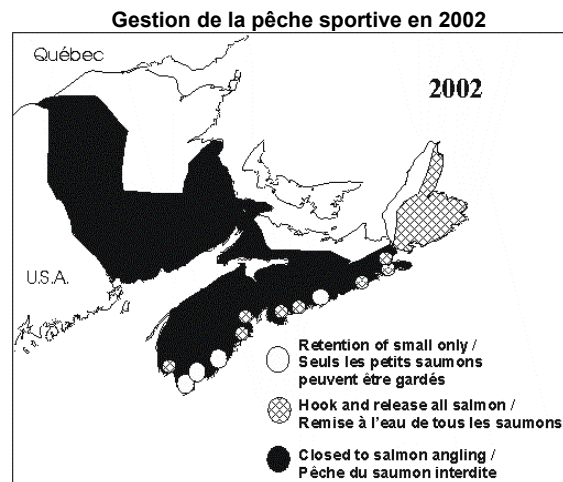 Gestion de la pêche sportive en 2002
Québec
2002
U.S.A.
Retention of small only /
Seuls les petits saumons
peuvent être gardés
Hook and release all salmon /
Remise à l'eau de tous les saumons
Closed to salmon angling /
Pêche du saumon interdite